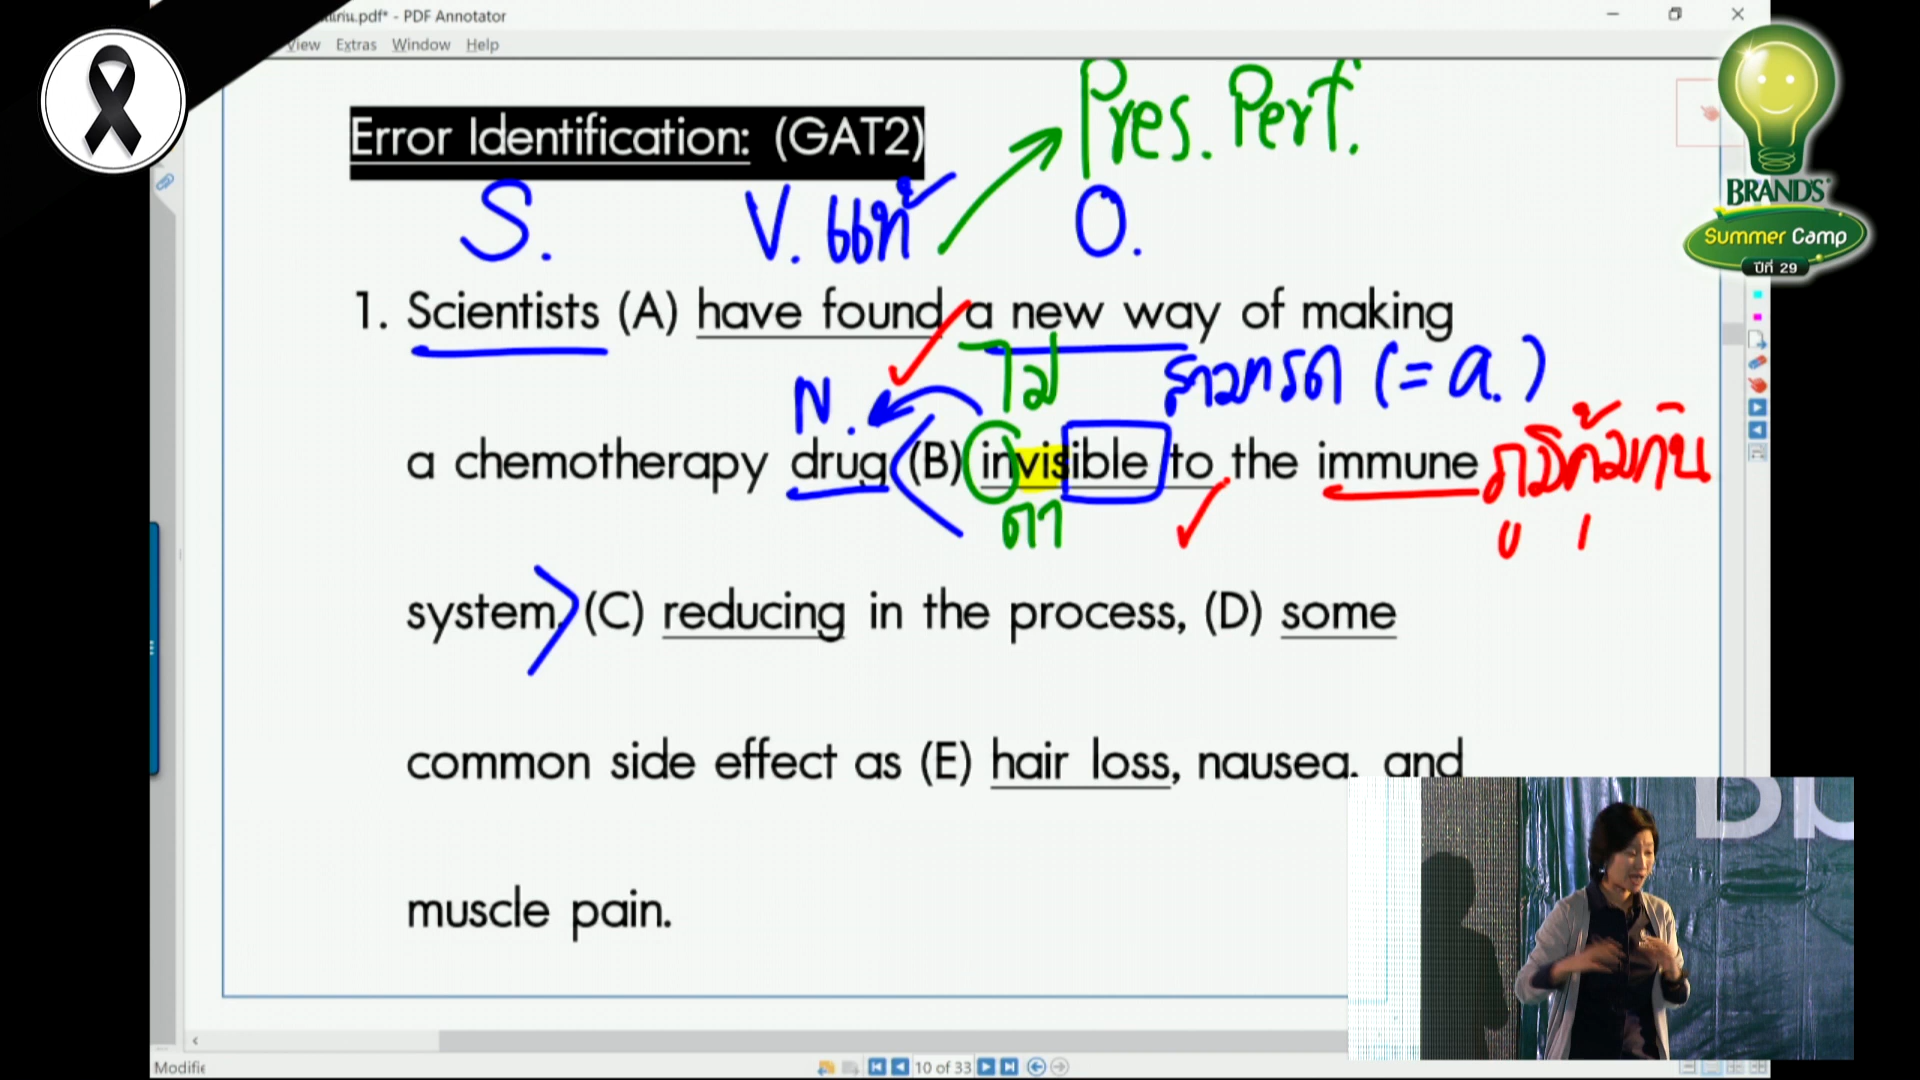 .pdf* - PDF Annotator
View Extras Window Help
Pres. Perf.
Error Identification: (GAT2)
S. V. แท้ O.
1. Scientists (A) have found a new way of making
N. ไม่ สามารถ (= a.)
a chemotherapy drug (B) invisible to the immune ภูมิคุ้มกัน
ตา
system, (C) reducing in the process, (D) some
common side effect as (E) hair loss, nausea, and
muscle pain.
BRAND'S
Summer Camp
ปีที่ 29
10 of 33